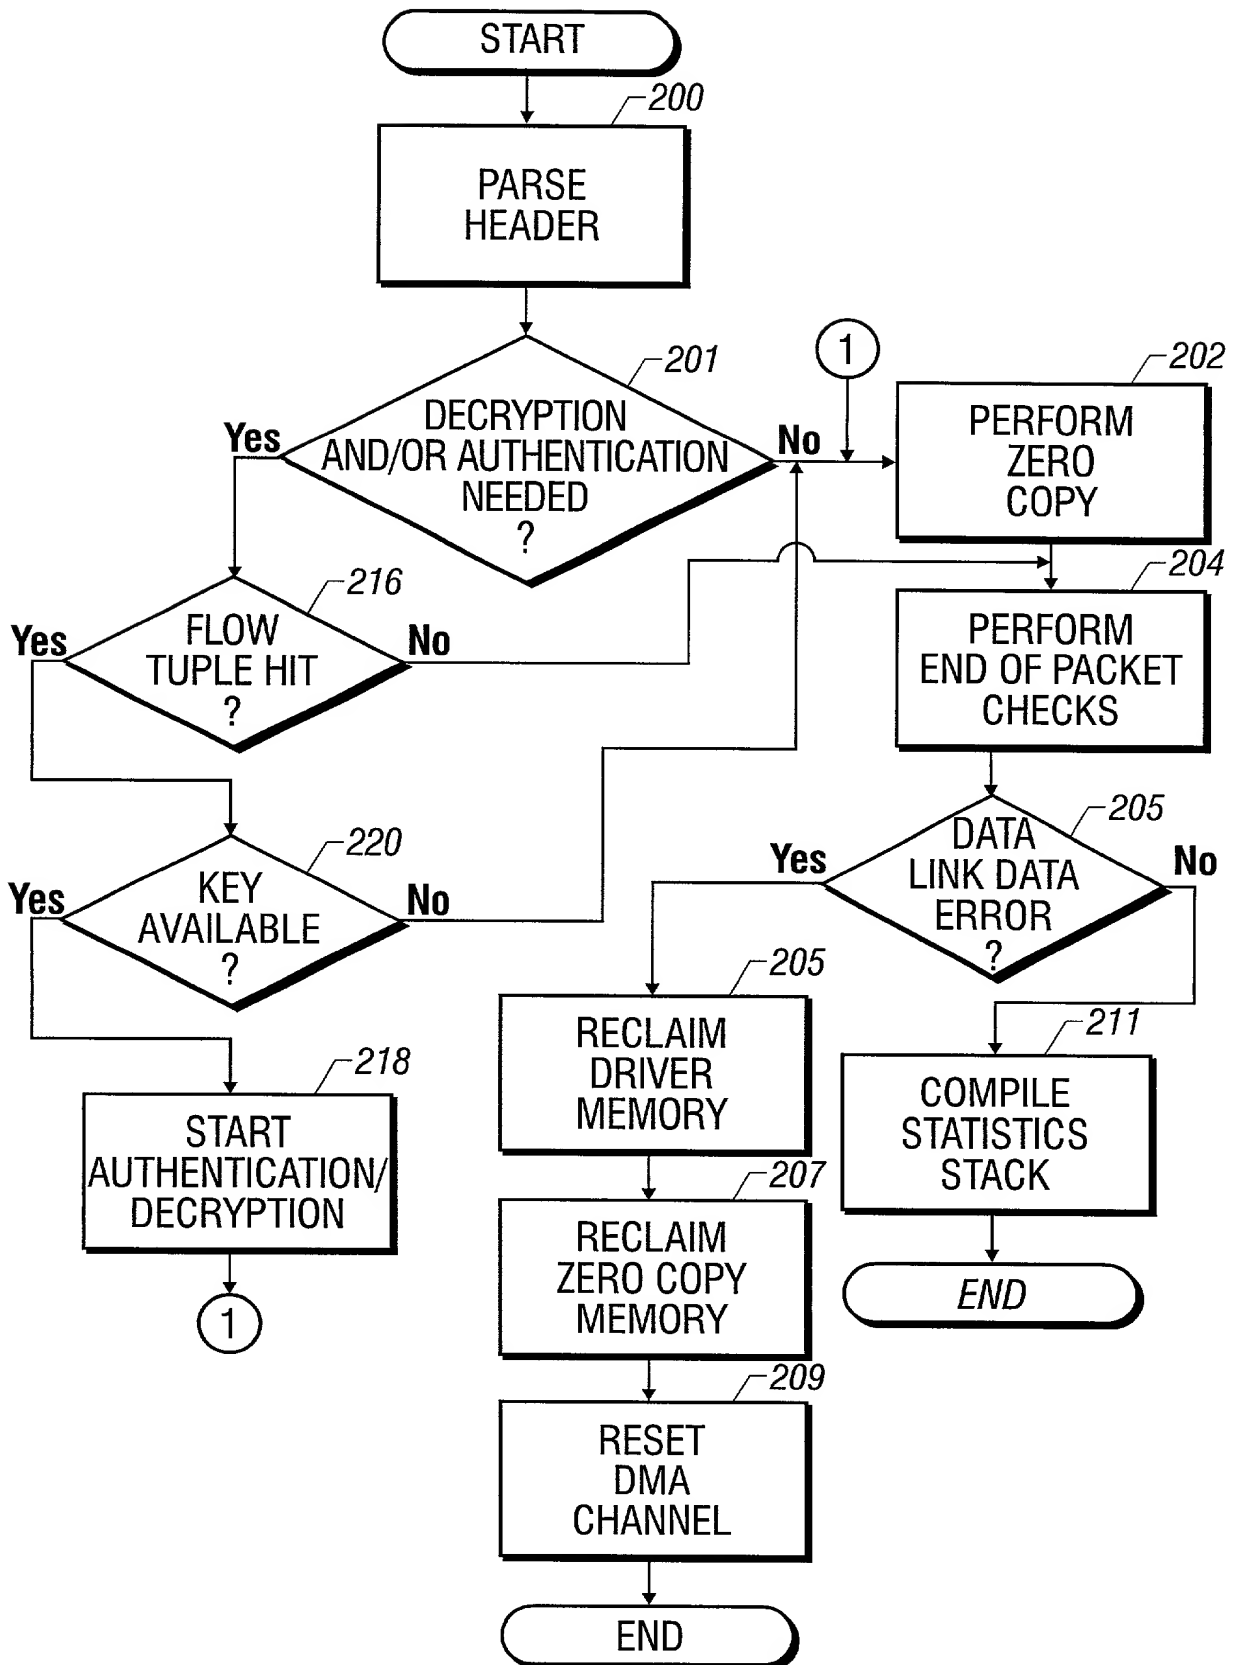 START
200
PARSE
HEADER
201
DECRYPTION
AND/OR AUTHENTICATION
NEEDED
?
Yes
No
1
202
PERFORM
ZERO
COPY
216
FLOW
TUPLE HIT
?
Yes
No
204
PERFORM
END OF PACKET
CHECKS
220
KEY
AVAILABLE
?
Yes
No
205
DATA
LINK DATA
ERROR
?
Yes
No
218
START
AUTHENTICATION/
DECRYPTION
1
205
RECLAIM
DRIVER
MEMORY
211
COMPILE
STATISTICS
STACK
END
207
RECLAIM
ZERO COPY
MEMORY
209
RESET
DMA
CHANNEL
END